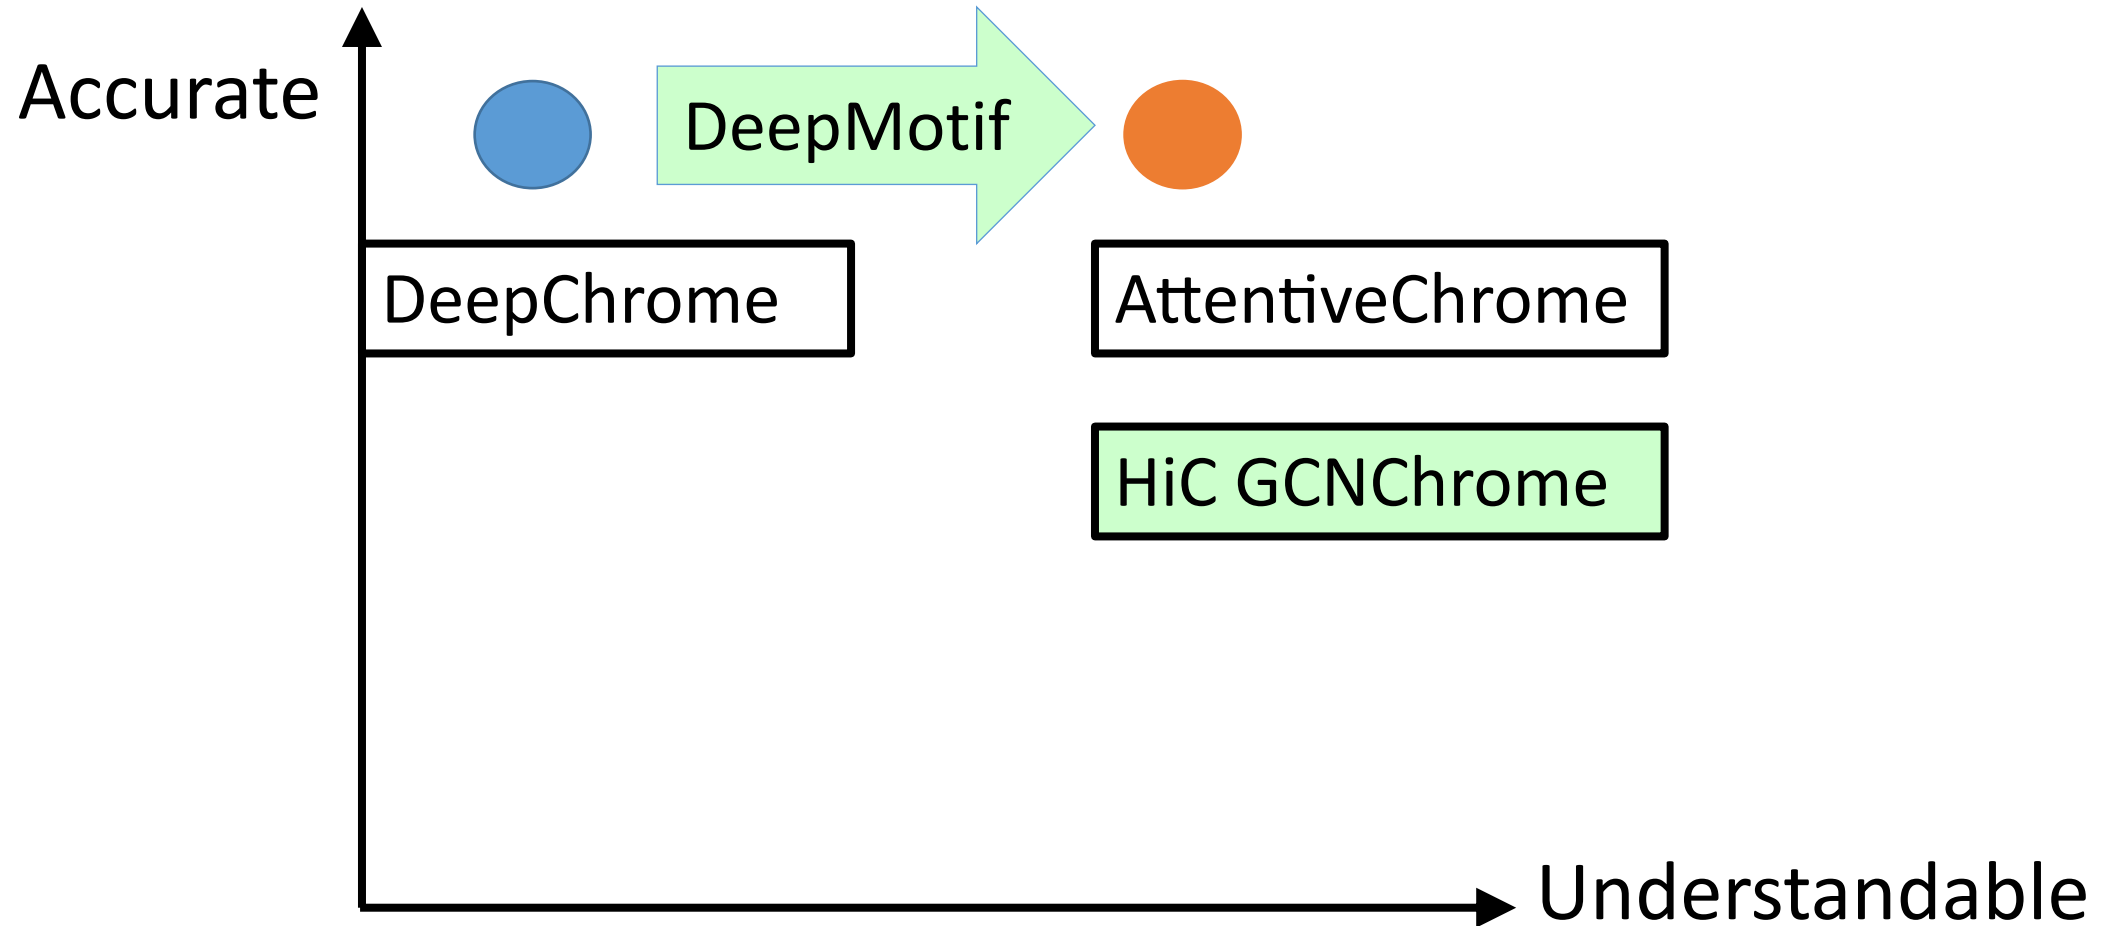 Accurate
DeepMotif
DeepChrome
AttentiveChrome
HiC GCNChrome
Understandable